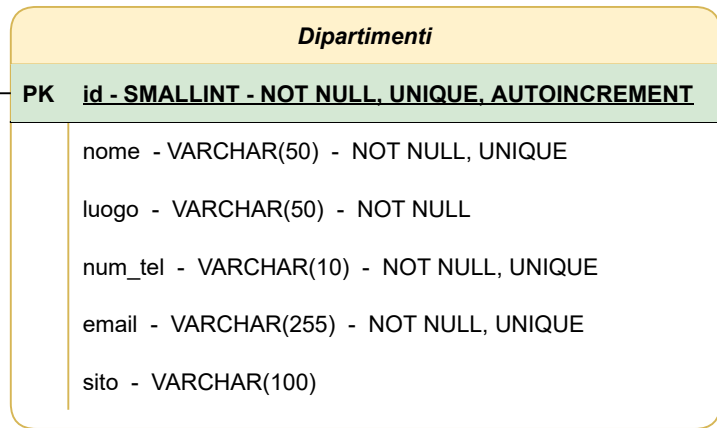 Dipartimenti
PK id - SMALLINT - NOT NULL, UNIQUE, AUTOINCREMENT
nome - VARCHAR(50) - NOT NULL, UNIQUE
luogo - VARCHAR(50) - NOT NULL
num_tel - VARCHAR(10) - NOT NULL, UNIQUE
email - VARCHAR(255) - NOT NULL, UNIQUE
sito - VARCHAR(100)